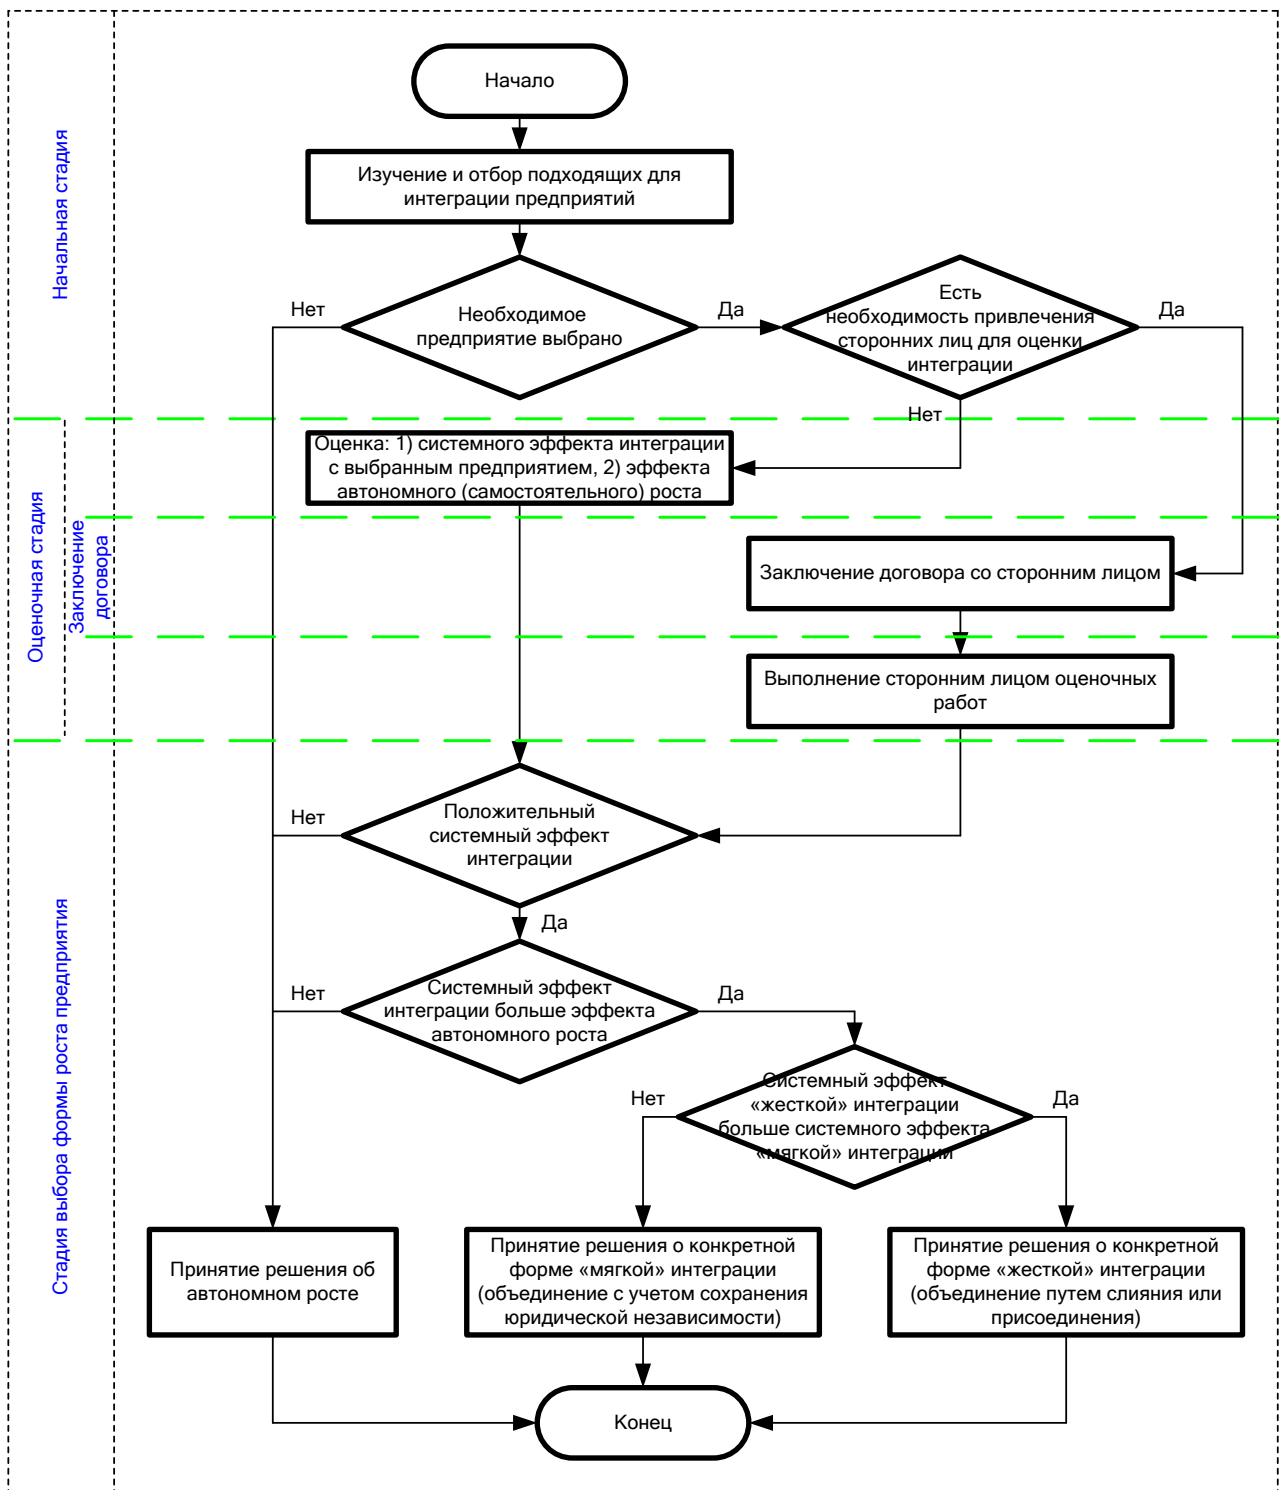 Начальная стадия
Начало
Изучение и отбор подходящих для
интеграции предприятий
Нет
Необходимое
предприятие выбрано
Да
Есть
необходимость привлечения
сторонних лиц для оценки
интеграции
Да
Нет
Оценочная стадия
Заключение
договора
Оценка: 1) системного эффекта интеграции
с выбранным предприятием, 2) эффекта
автономного (самостоятельного) роста
Заключение договора со сторонним лицом
Выполнение сторонним лицом оценочных
работ
Стадия выбора формы роста предприятия
Нет
Положительный
системный эффект
интеграции
Да
Нет
Системный эффект
интеграции больше эффекта
автономного роста
Да
Нет
Системный эффект
«жесткой» интеграции
больше системного эффекта
«мягкой» интеграции
Да
Принятие решения об
автономном росте
Принятие решения о конкретной
форме «мягкой» интеграции
(объединение с учетом сохранения
юридической независимости)
Принятие решения о конкретной
форме «жесткой» интеграции
(объединение путем слияния или
присоединения)
Конец